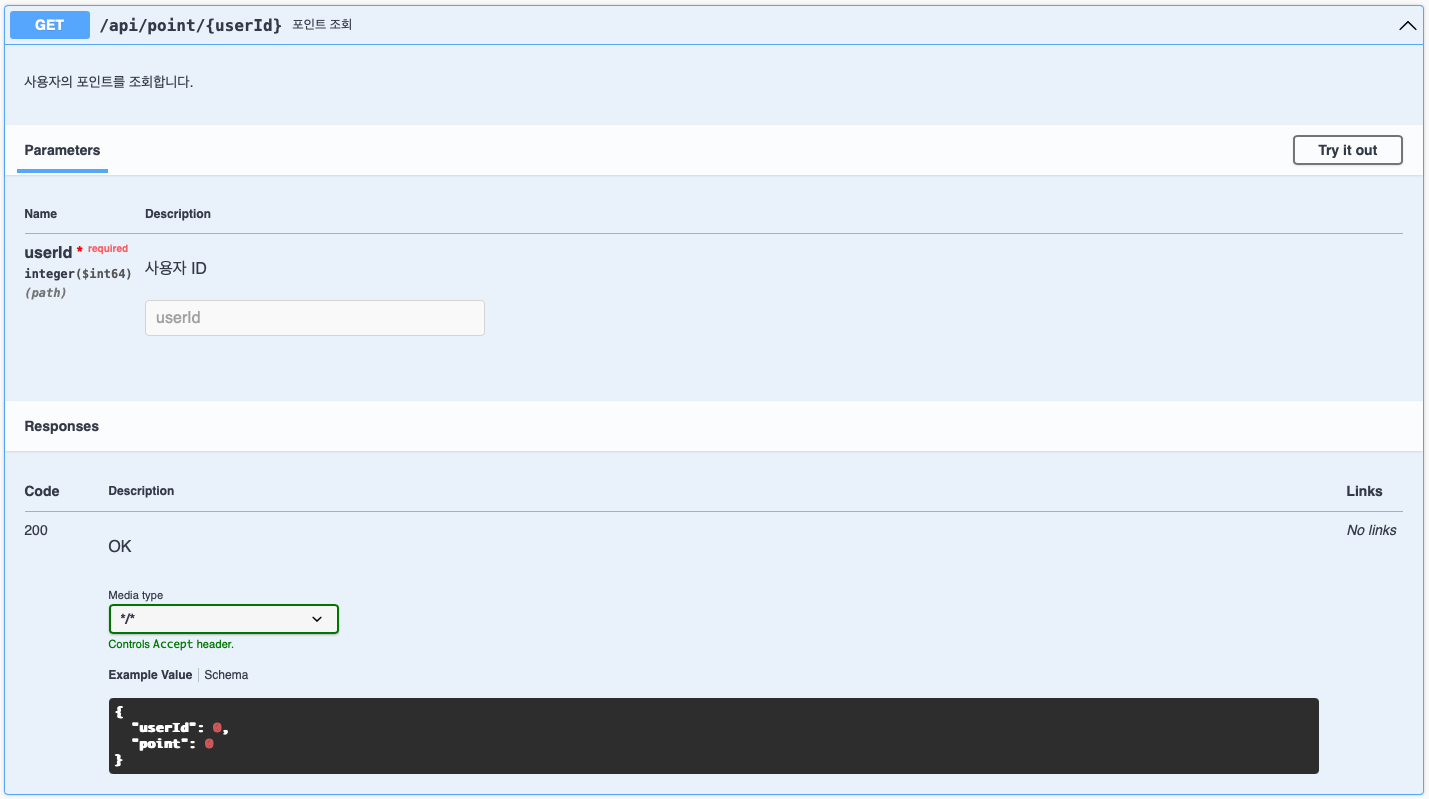 GET /api/point/{userId} 포인트 조회
사용자의 포인트를 조회합니다.
Parameters Try it out
Name Description
userId * required
integer($int64)
(path)
사용자 ID
userId
Responses
Code Description Links
200 No links
OK
Media type
*/*
Controls Accept header.
Example Value Schema
{
"userId": 0,
"point": 0
}